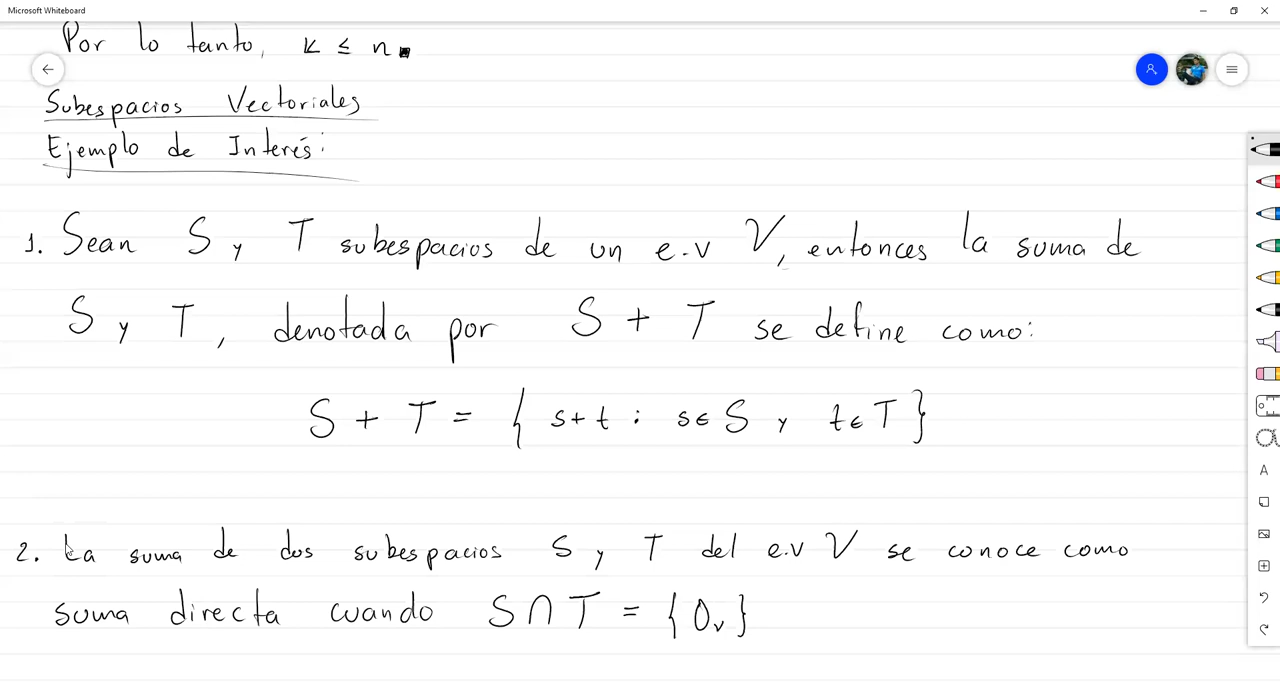 Microsoft Whiteboard
Por lo tanto, k ≤ n ▪
Subespacios Vectoriales
Ejemplo de Interés:
1. Sean S y T subespacios de un e.v V, entonces la suma de
S y T, denotada por S + T se define como:
S + T = { s+t : s∈S y t∈T }
2. La suma de dos subespacios S y T del e.v V se conoce como
suma directa cuando S∩T = {0ᵥ}
A